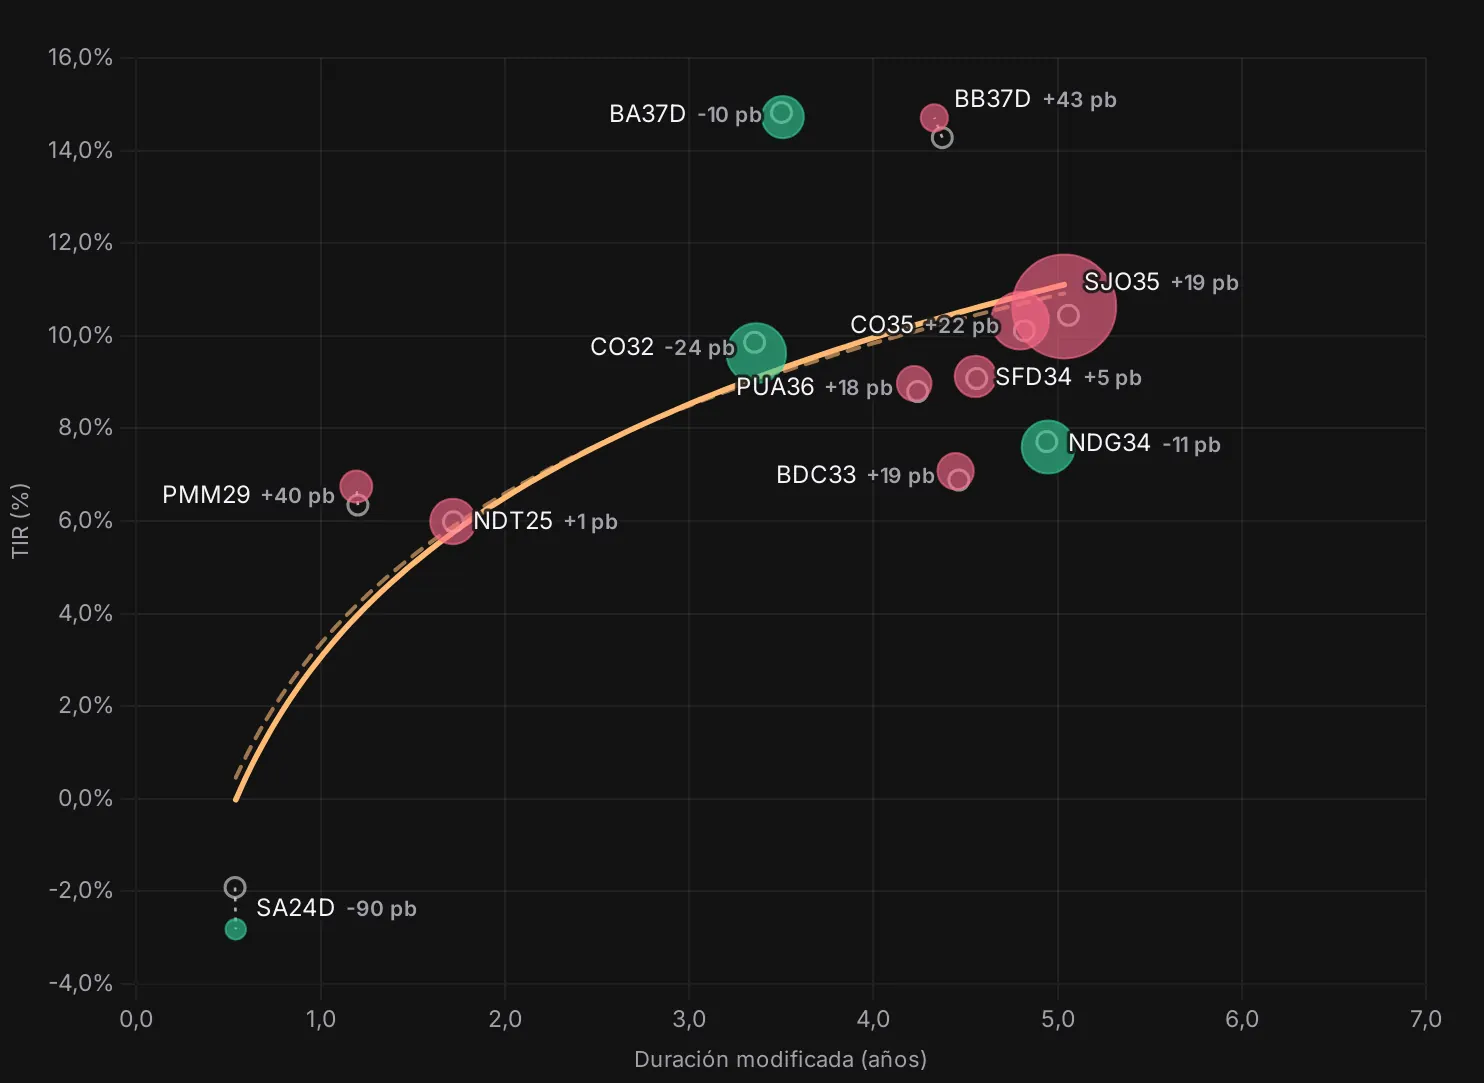 16,0%
BA37D -10 pb
BB37D +43 pb
14,0%
12,0%
SJO35 +19 pb
10,0%
CO35 +22 pb
CO32 -24 pb
PUA36 +18 pb
SFD34 +5 pb
8,0%
NDG34 -11 pb
BDC33 +19 pb
PMM29 +40 pb
6,0%
NDT25 +1 pb
TIR (%)
4,0%
2,0%
0,0%
-2,0%
SA24D -90 pb
-4,0%
0,0 1,0 2,0 3,0 4,0 5,0 6,0 7,0
Duración modificada (años)